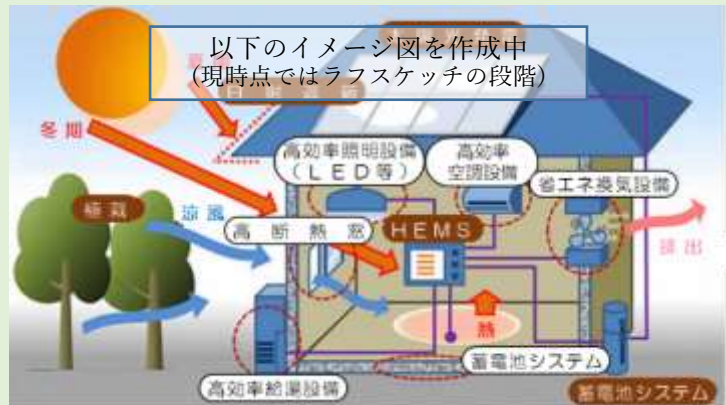 以下のイメージ図を作成中
(現時点ではラフスケッチの段階)
日射遮蔽
冬期
高効率照明設備
(LED等)
高効率
空調設備
省エネ換気設備
植栽
涼風
高断熱窓
HEMS
排出
熱
蓄電池システム
高効率給湯設備
蓄電池システム